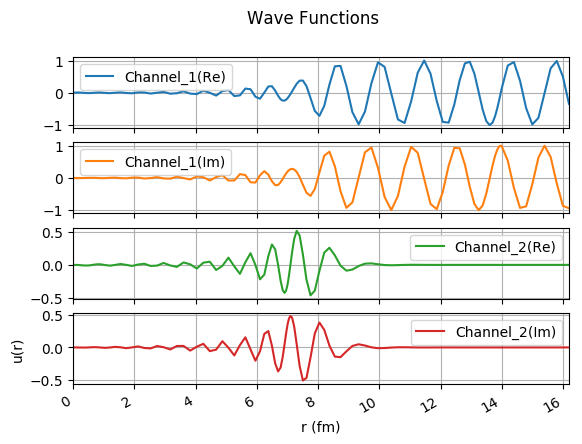 Wave Functions
1
0
−1
Channel_1(Re)
1
0
−1
Channel_1(Im)
0.5
0.0
−0.5
Channel_2(Re)
0.5
0.0
−0.5
Channel_2(Im)
u(r)
0 2 4 6 8 10 12 14 16
r (fm)